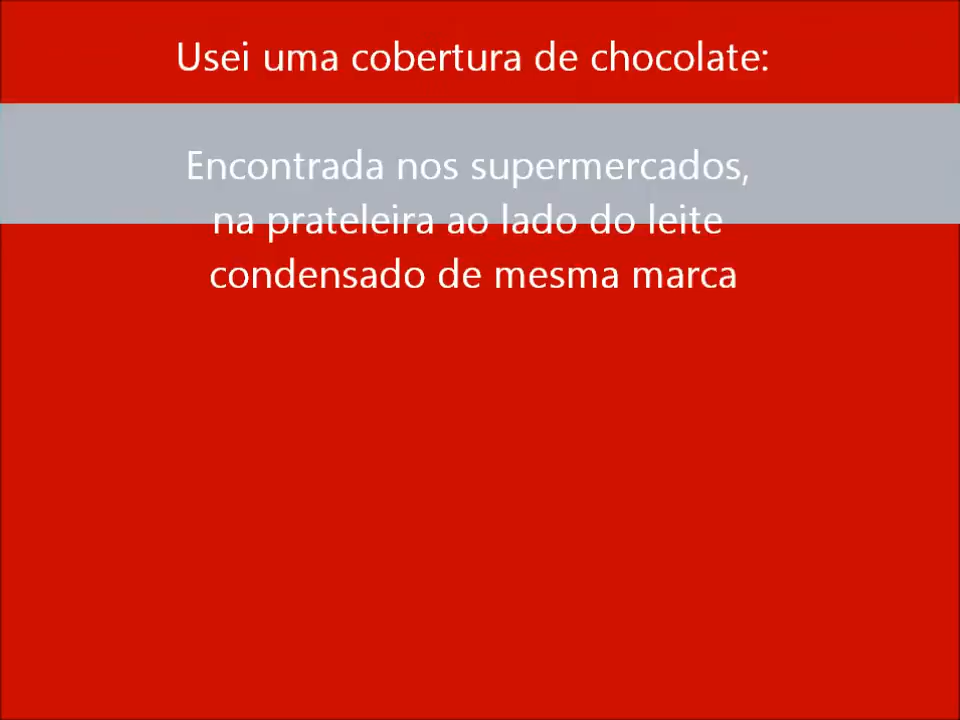 Usei uma cobertura de chocolate:
Encontrada nos supermercados,
na prateleira ao lado do leite
condensado de mesma marca